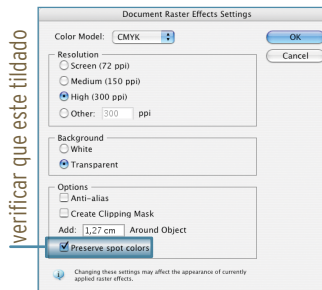 verificar que este tildado
Document Raster Effects Settings
Color Model: CMYK
OK
Cancel
Resolution
Screen (72 ppi)
Medium (150 ppi)
High (300 ppi)
Other: 300 ppi
Background
White
Transparent
Options
Anti-alias
Create Clipping Mask
Add: 1,27 cm Around Object
Preserve spot colors
Changing these settings may affect the appearance of currently
applied raster effects.